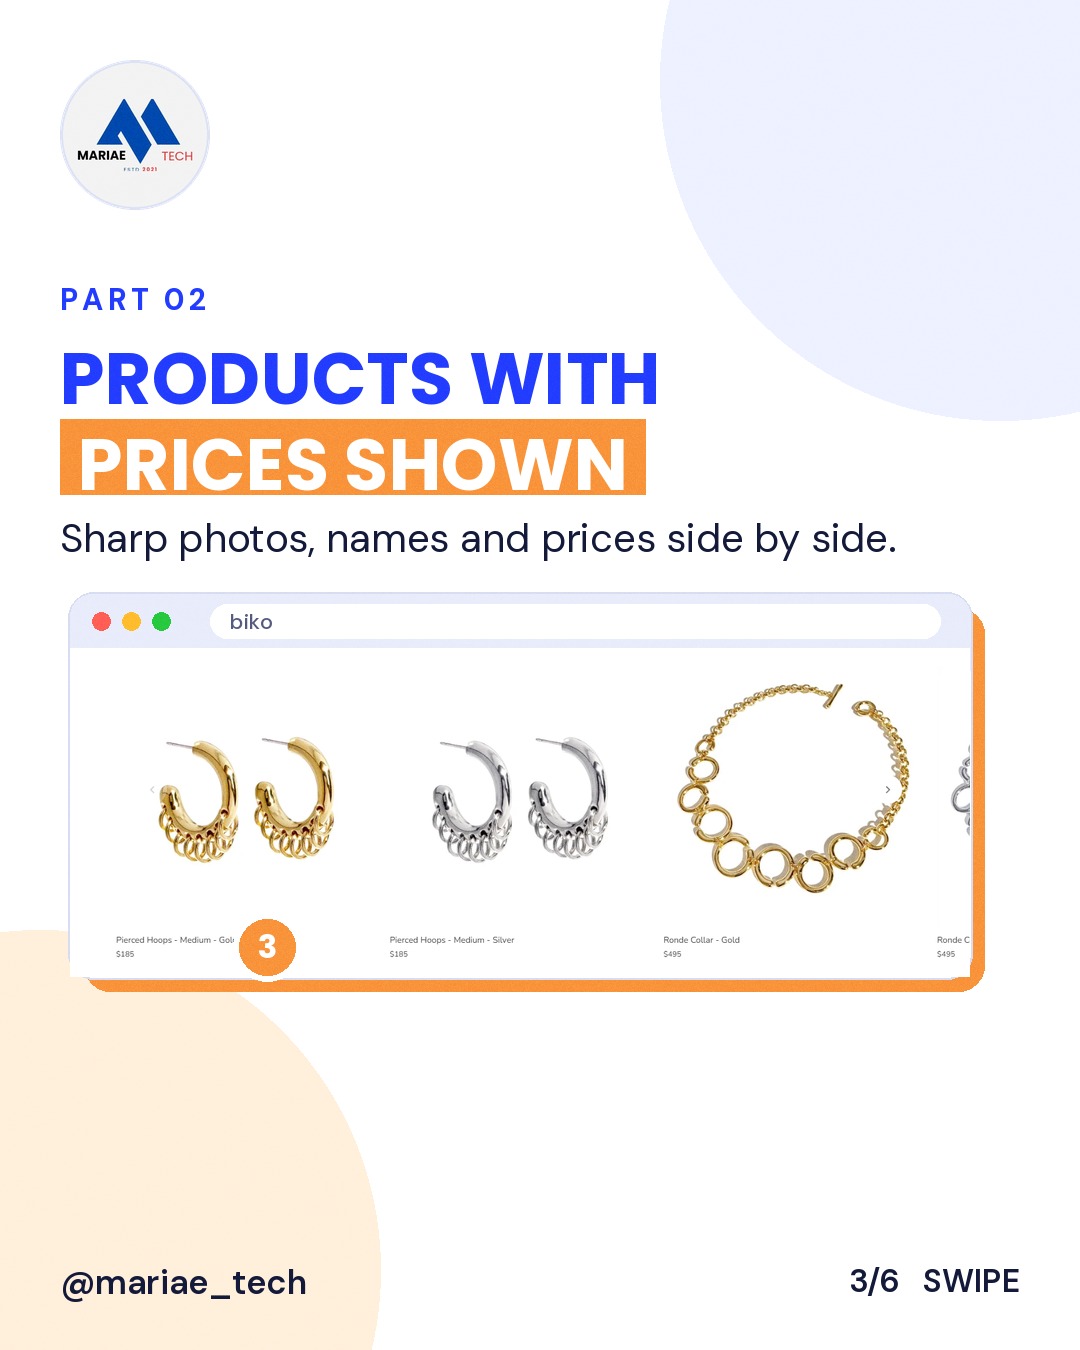 MARIAE TECH
ESTD 2021
PART 02
PRODUCTS WITH
PRICES SHOWN
Sharp photos, names and prices side by side.
biko
Pierced Hoops - Medium - Gol
$185
3
Pierced Hoops - Medium - Silver
$185
Ronde Collar - Gold
$495
Ronde C
$495
@mariae_tech
3/6 SWIPE